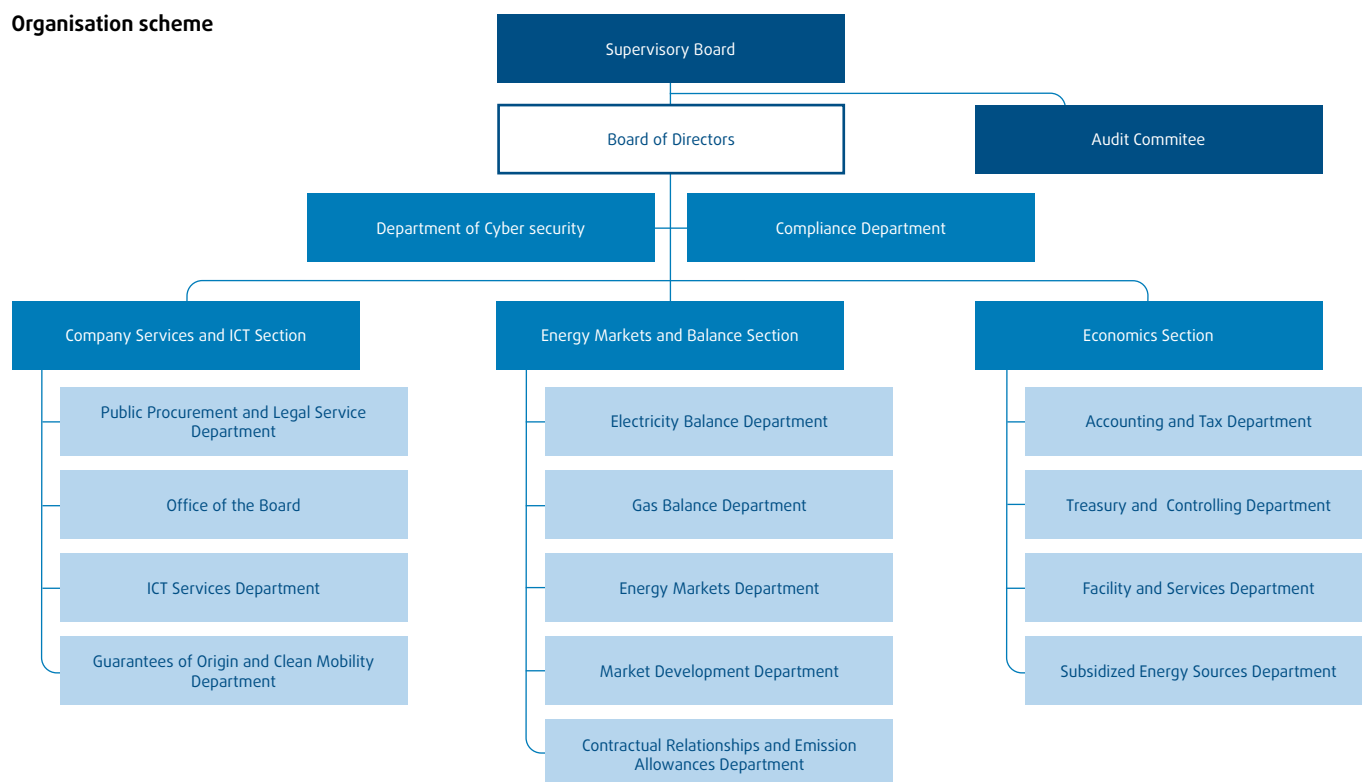 Organisation scheme
Supervisory Board
Board of Directors
Audit Commitee
Department of Cyber security
Compliance Department
Company Services and ICT Section
Energy Markets and Balance Section
Economics Section
Public Procurement and Legal Service
Department
Office of the Board
ICT Services Department
Guarantees of Origin and Clean Mobility
Department
Electricity Balance Department
Gas Balance Department
Energy Markets Department
Market Development Department
Contractual Relationships and Emission
Allowances Department
Accounting and Tax Department
Treasury and  Controlling Department
Facility and Services Department
Subsidized Energy Sources Department